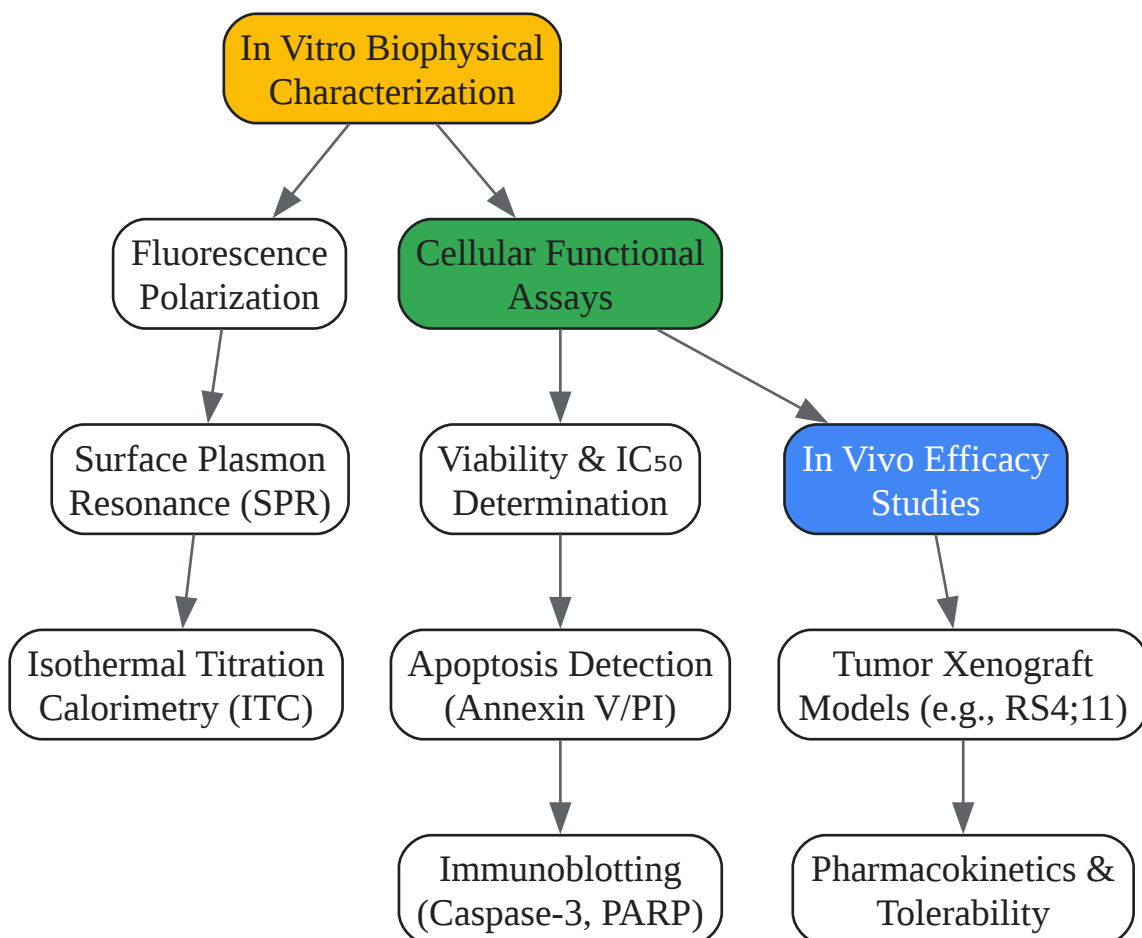 In Vitro Biophysical
Characterization
Fluorescence
Polarization
Cellular Functional
Assays
Surface Plasmon
Resonance (SPR)
Viability & IC₅₀
Determination
In Vivo Efficacy
Studies
Isothermal Titration
Calorimetry (ITC)
Apoptosis Detection
(Annexin V/PI)
Tumor Xenograft
Models (e.g., RS4;11)
Immunoblotting
(Caspase-3, PARP)
Pharmacokinetics &
Tolerability